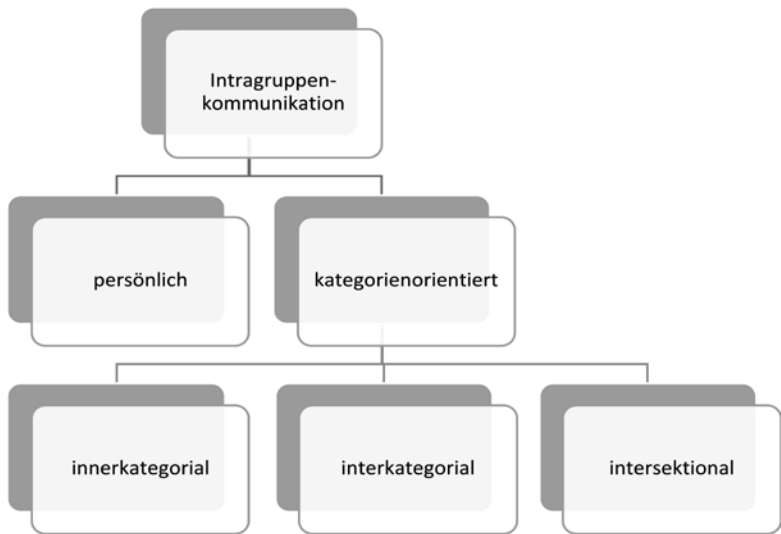 Intragruppen-
kommunikation
persönlich
kategorienorientiert
innerkategorial
interkategorial
intersektional